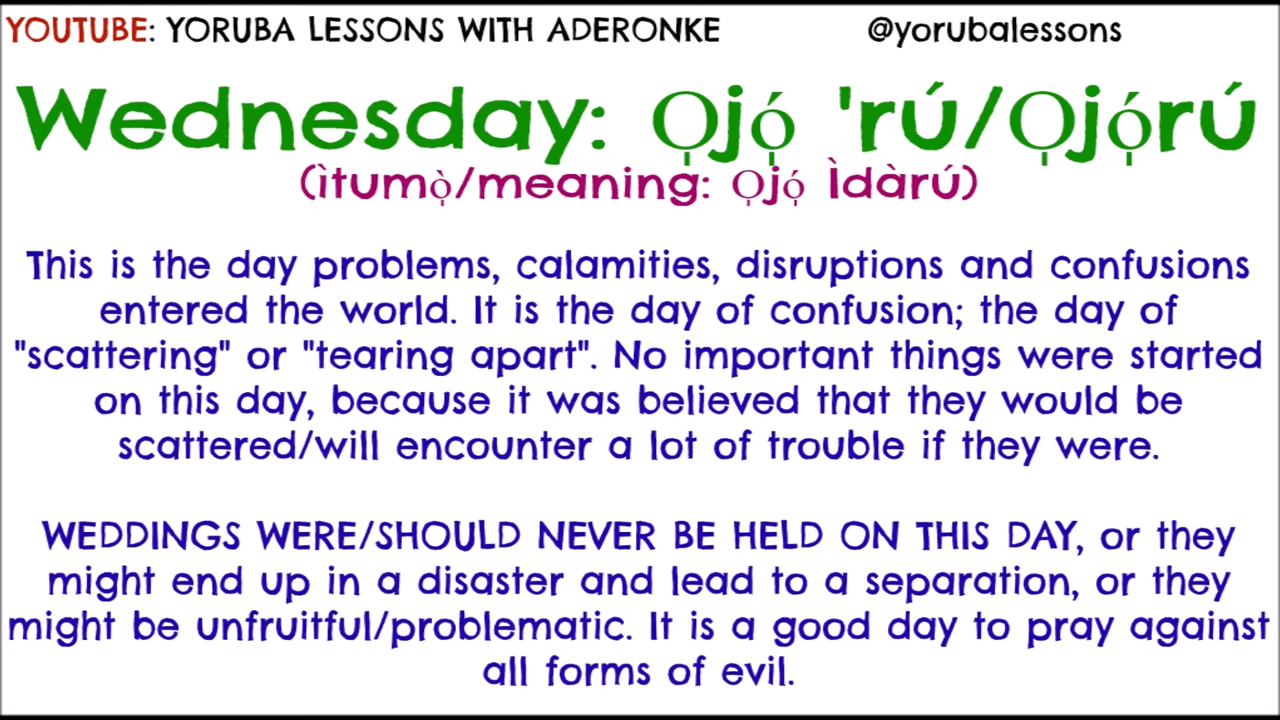 YOUTUBE: YORUBA LESSONS WITH ADERONKE @yorubalessons
Wednesday: Ọjọ́ 'rú/Ọjọ́rú
(ìtumọ̀/meaning: Ọjọ́ Ìdàrú)
This is the day problems, calamities, disruptions and confusions
entered the world. It is the day of confusion; the day of
"scattering" or "tearing apart". No important things were started
on this day, because it was believed that they would be
scattered/will encounter a lot of trouble if they were.
WEDDINGS WERE/SHOULD NEVER BE HELD ON THIS DAY, or they
might end up in a disaster and lead to a separation, or they
might be unfruitful/problematic. It is a good day to pray against
all forms of evil.